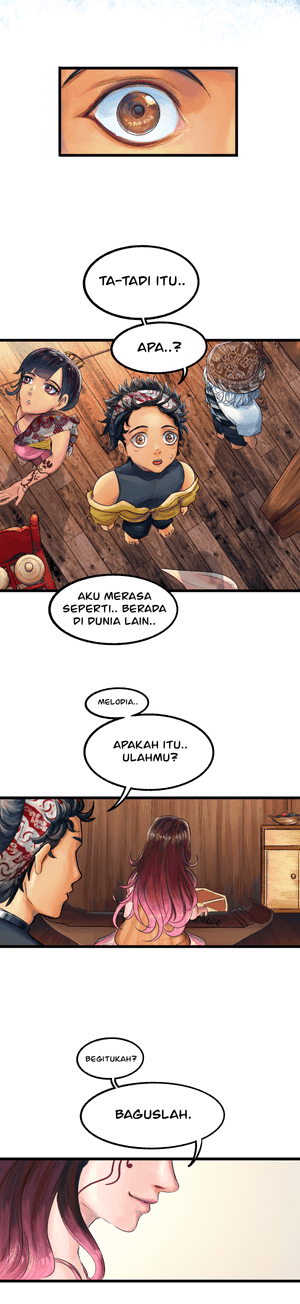 TA-TADI ITU..
APA..?
AKU MERASA
SEPERTI.. BERADA
DI DUNIA LAIN..
MELODIA..
APAKAH ITU..
ULAHMU?
BEGITUKAH?
BAGUSLAH.